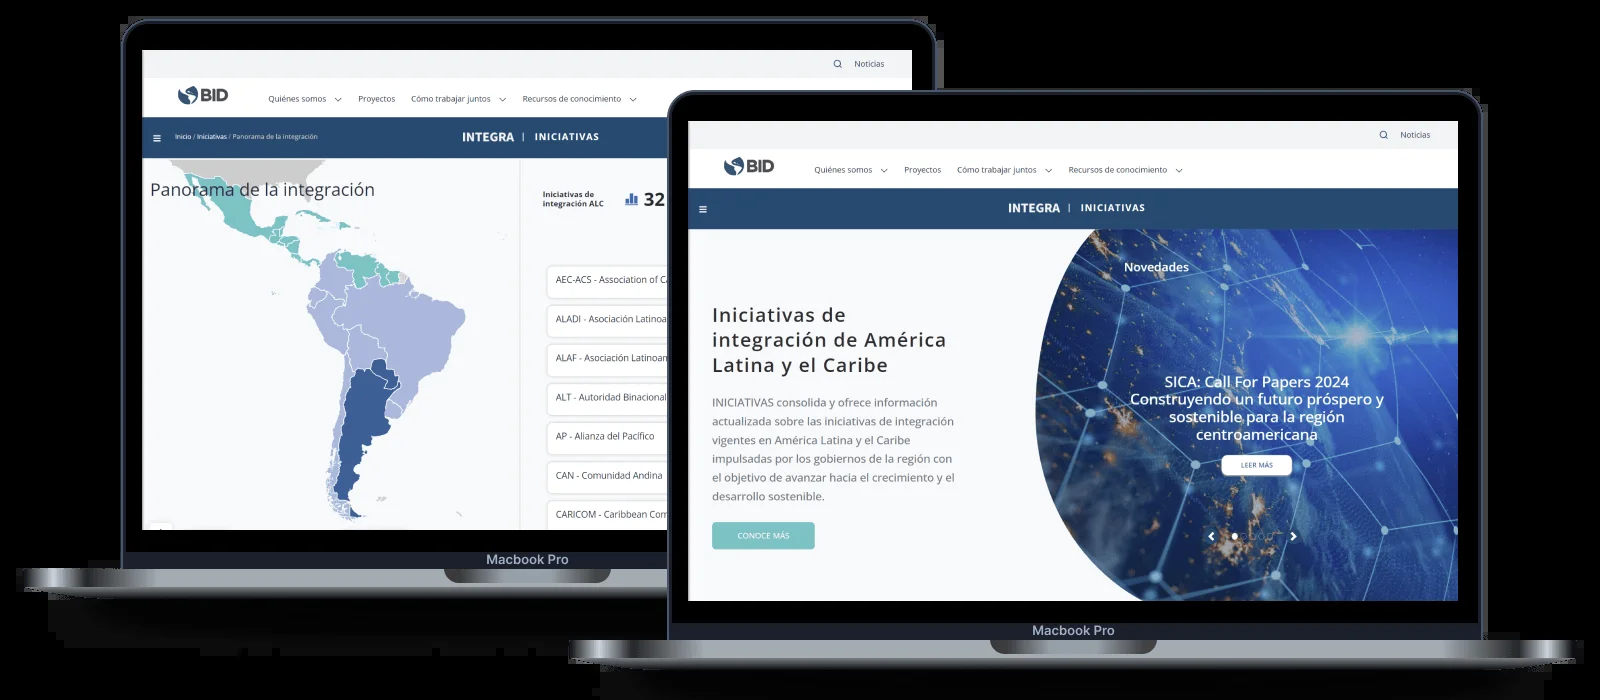 Noticias
BID
Quiénes somos Proyectos Cómo trabajar juntos Recursos de conocimiento
Inicio / Iniciativas / Panorama de la integración
INTEGRA | INICIATIVAS
Panorama de la integración
Iniciativas de
integración ALC
32
AEC-ACS - Association of
ALADI - Asociación
ALAF - Asociación
ALT - Autoridad Binacional
AP - Alianza del Pacífico
CAN - Comunidad Andina
CARICOM - Caribbean
Macbook Pro
Noticias
BID
Quiénes somos Proyectos Cómo trabajar juntos Recursos de conocimiento
INTEGRA | INICIATIVAS
Iniciativas de
integración de América
Latina y el Caribe
INICIATIVAS consolida y ofrece información
actualizada sobre las iniciativas de integración
vigentes en América Latina y el Caribe
impulsadas por los gobiernos de la región con
el objetivo de avanzar hacia el crecimiento y el
desarrollo sostenible.
CONOCE MÁS
Novedades
SICA: Call For Papers 2024
Construyendo un futuro próspero y
sostenible para la región
centroamericana
LEER MÁS
Macbook Pro